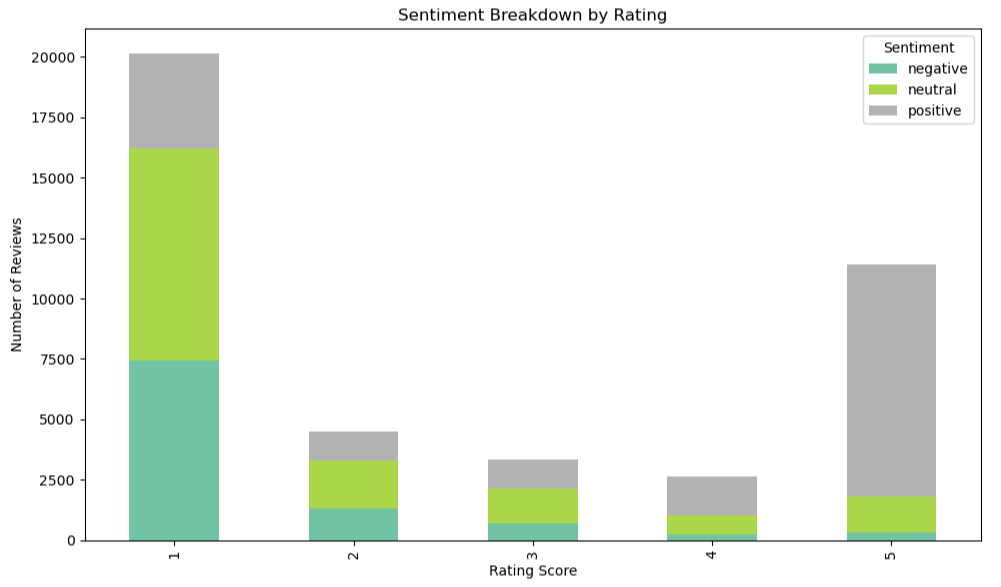 Sentiment Breakdown by Rating
Sentiment
negative
neutral
positive
Number of Reviews
20000
17500
15000
12500
10000
7500
5000
2500
0
1
2
3
4
5
Rating Score